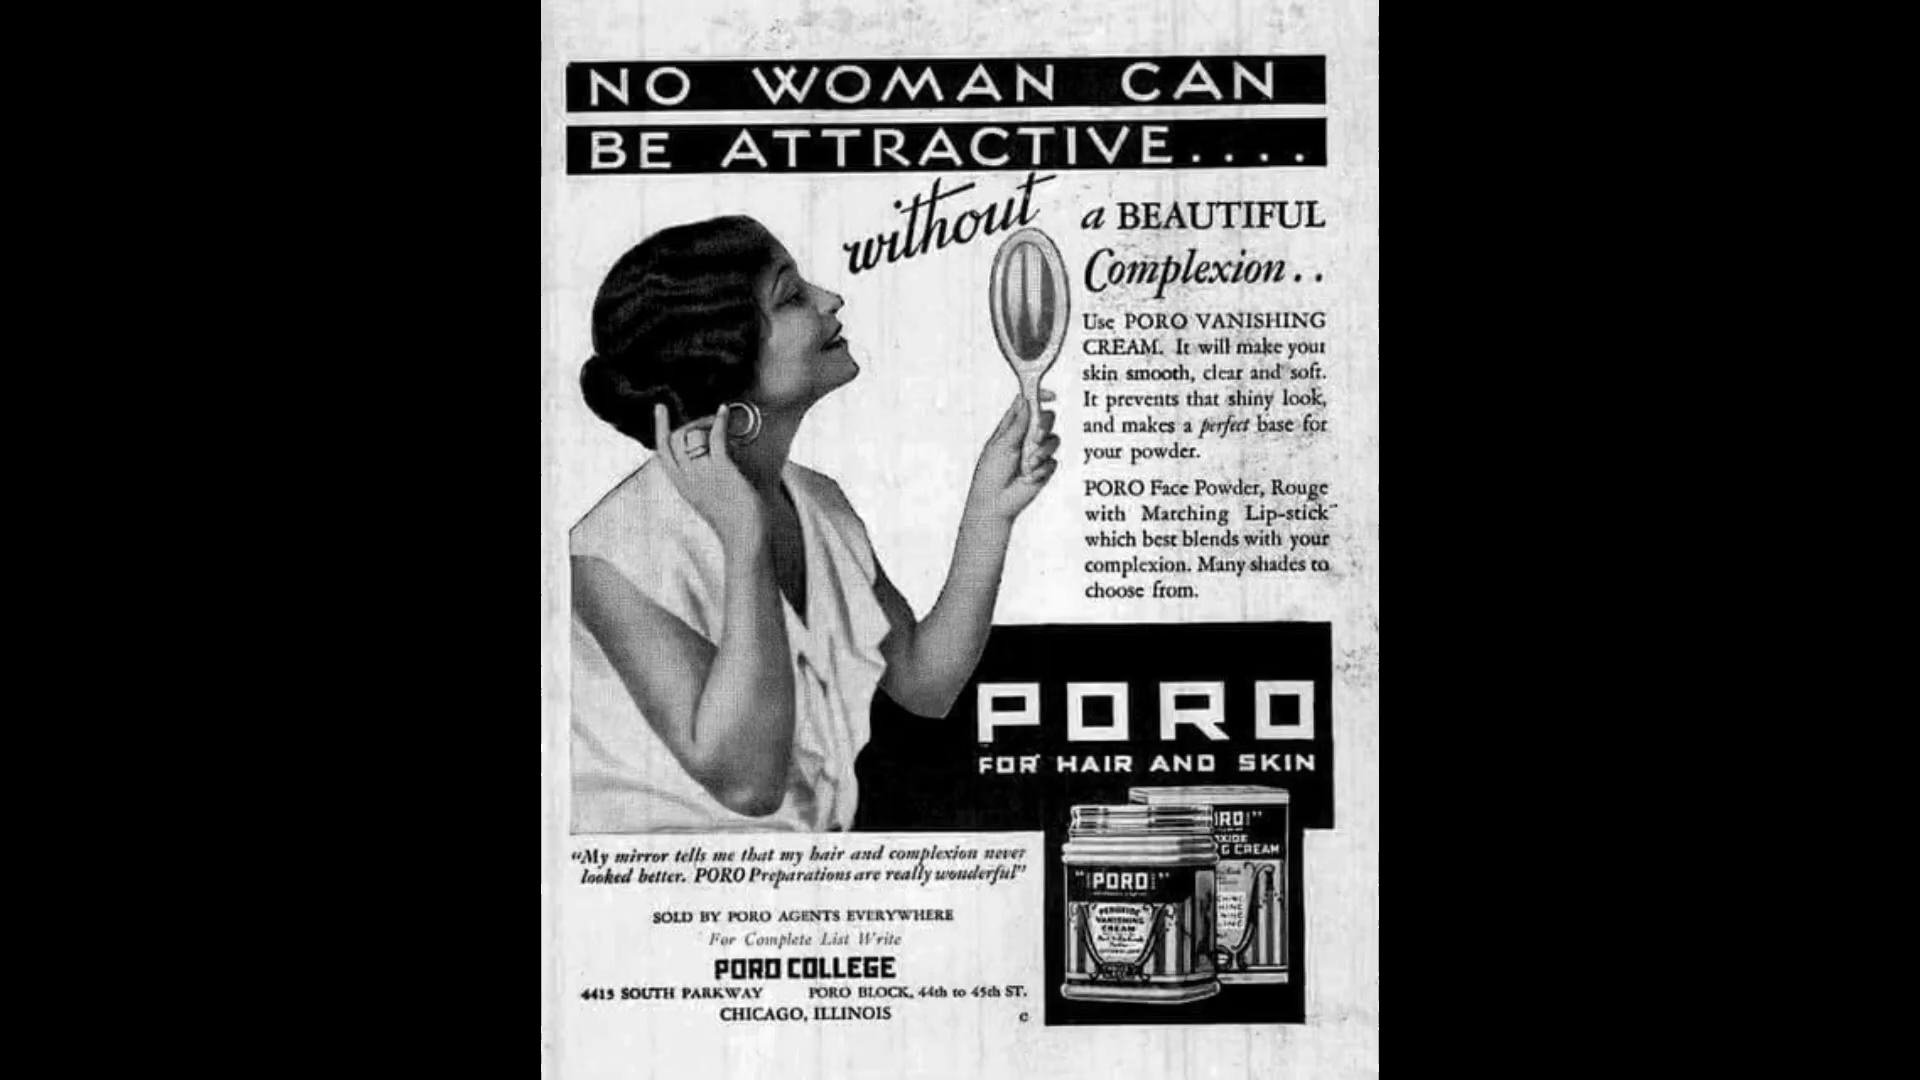 NO WOMAN CAN
BE ATTRACTIVE....
without
a BEAUTIFUL
Complexion..
Use PORO VANISHING
CREAM. It will make your
skin smooth, clear and soft.
It prevents that shiny look,
and makes a perfect base for
your powder.
PORO Face Powder, Rouge
with Matching Lip-stick
which best blends with your
complexion. Many shades to
choose from.
PORO
FOR HAIR AND SKIN
"PORO"
PEROXIDE
VANISHING
CREAM
G CREAM
"My mirror tells me that my hair and complexion never
looked better. PORO Preparations are really wonderful"
SOLD BY PORO AGENTS EVERYWHERE
For Complete List Write
PORO COLLEGE
4415 SOUTH PARKWAY PORO BLOCK, 44th to 45th ST.
CHICAGO, ILLINOIS
C